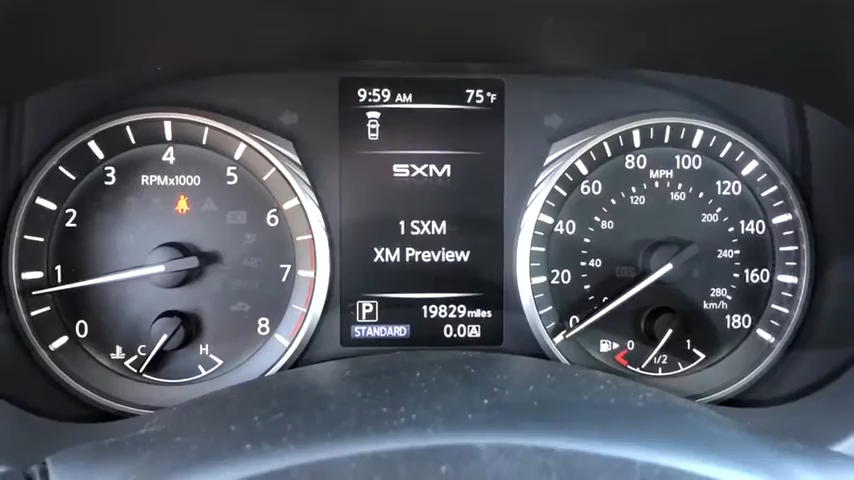 9:59 AM 75°F
SXM
1 SXM
XM Preview
P 19829 miles
STANDARD 0.0 A
0 1 2 3 4 5 6 7 8
RPMx1000
C H
0 20 40 60 80 100 120 140 160 180
MPH
40 80 120 160 200 240 280
km/h
0 1/2 1